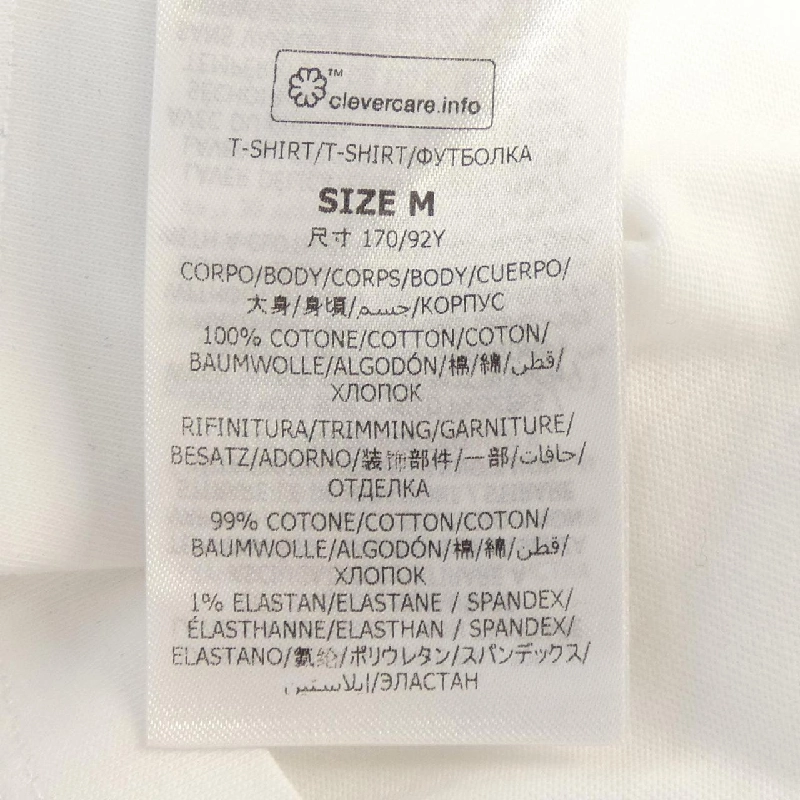 ™
clevercare.info
T-SHIRT/T-SHIRT/ФУТБОЛКА
SIZE M
尺寸 170/92Y
CORPO/BODY/CORPS/BODY/CUERPO/
大身/身頃/جسم/КОРПУС
100% COTONE/COTTON/COTON/
BAUMWOLLE/ALGODÓN/棉/綿/قطن/
ХЛОПОК
RIFINITURA/TRIMMING/GARNITURE/
BESATZ/ADORNO/装饰部件/一部/حافات/
ОТДЕЛКА
99% COTONE/COTTON/COTON/
BAUMWOLLE/ALGODÓN/棉/綿/قطن/
ХЛОПОК
1% ELASTAN/ELASTANE / SPANDEX/
ÉLASTHANNE/ELASTHAN / SPANDEX/
ELASTANO/氨纶/ポリウレタン/スパンデックス/
ايلاستين/ЭЛАСТАН